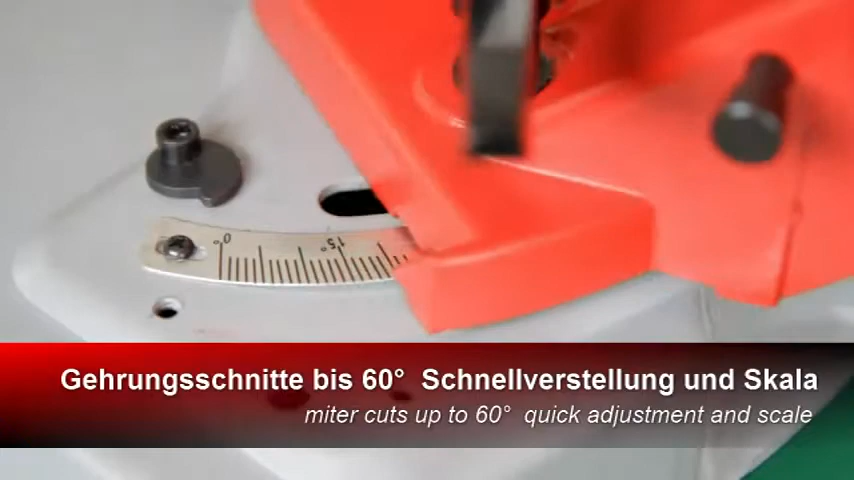 0°
15°
Gehrungsschnitte bis 60° Schnellverstellung und Skala
miter cuts up to 60° quick adjustment and scale